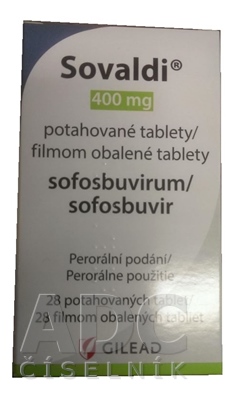 Sovaldi®
400 mg
potahované tablety/
filmom obalené tablety
sofosbuvirum/
sofosbuvir
Perorální podání/
Perorálne použitie
28 potahovaných tablet
28 filmom obalených tabliet
ADC
ČÍSELNÍK
GILEAD